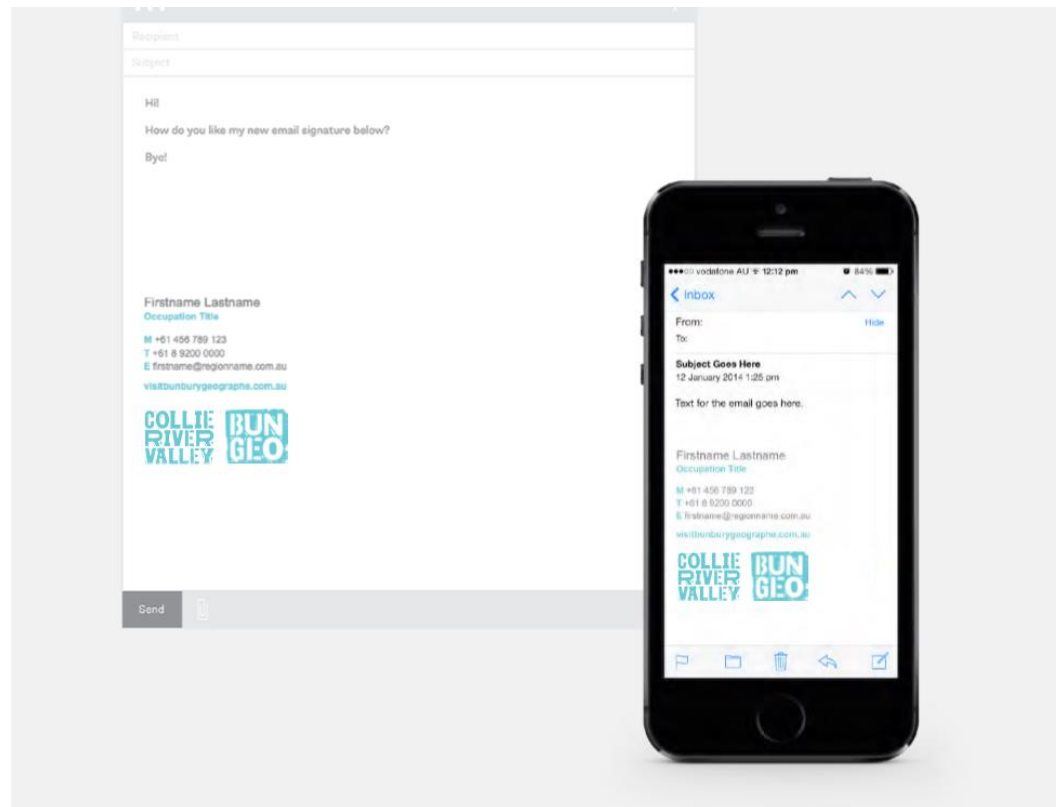 Recipient
Subject
Hi!
How do you like my new email signature below?
Bye!
Firstname Lastname
Occupation Title
M +61 456 789 123
T +61 8 9200 0000
E firstname@regionname.com.au
visitbunburygeographe.com.au
COLLIE
RIVER
VALLEY
BUN
GEO
Send
vodafone AU 12:12 pm 84%
Inbox
From: Hide
To:
Subject Goes Here
12 January 2014 1:25 pm
Text for the email goes here.
Firstname Lastname
Occupation Title
M +61 456 789 123
T +61 8 9200 0000
E firstname@regionname.com.au
visitbunburygeographe.com.au
COLLIE
RIVER
VALLEY
BUN
GEO